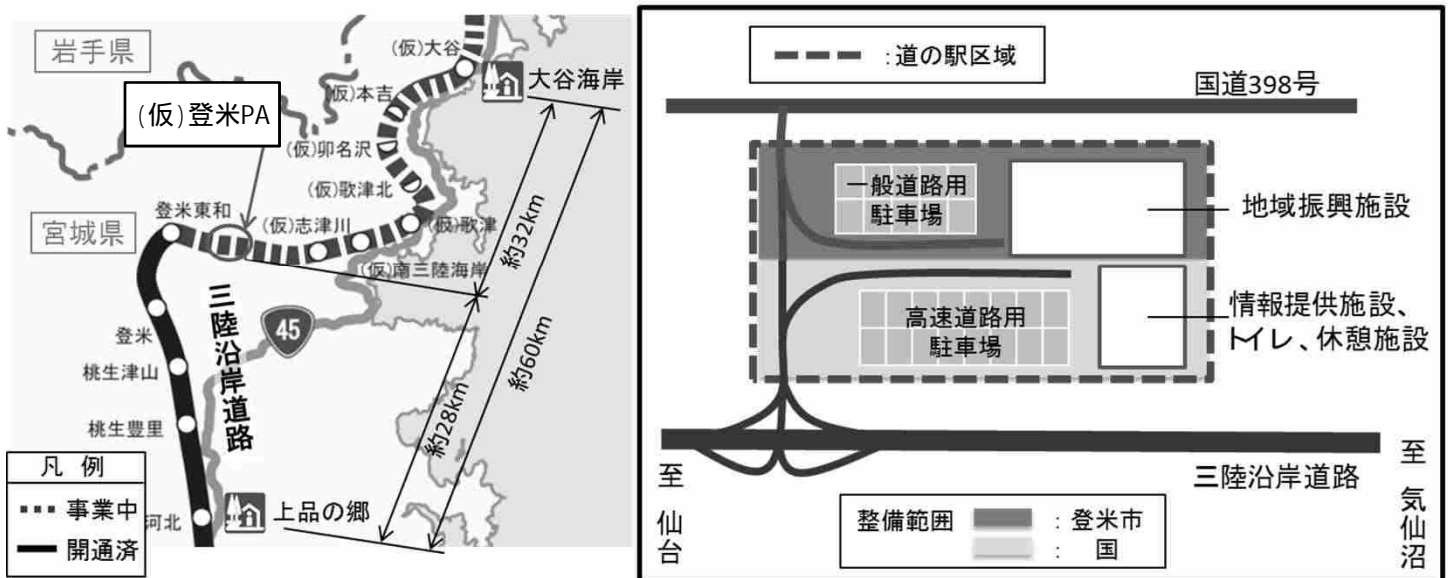 岩手県
(仮)大谷
大谷海岸
(仮)本吉
(仮)登米PA
(仮)卯名沢
(仮)歌津北
登米東和
(仮)志津川
(仮)歌津
宮城県
(仮)南三陸海岸
約32km
約60km
約28km
45
三陸沿岸道路
登米
桃生津山
桃生豊里
河北
上品の郷
凡 例
事業中
開通済
:道の駅区域
国道398号
一般道路用
駐車場
地域振興施設
高速道路用
駐車場
情報提供施設、
トイレ、休憩施設
三陸沿岸道路
至 仙台
至 気仙沼
整備範囲
: 登米市
: 国